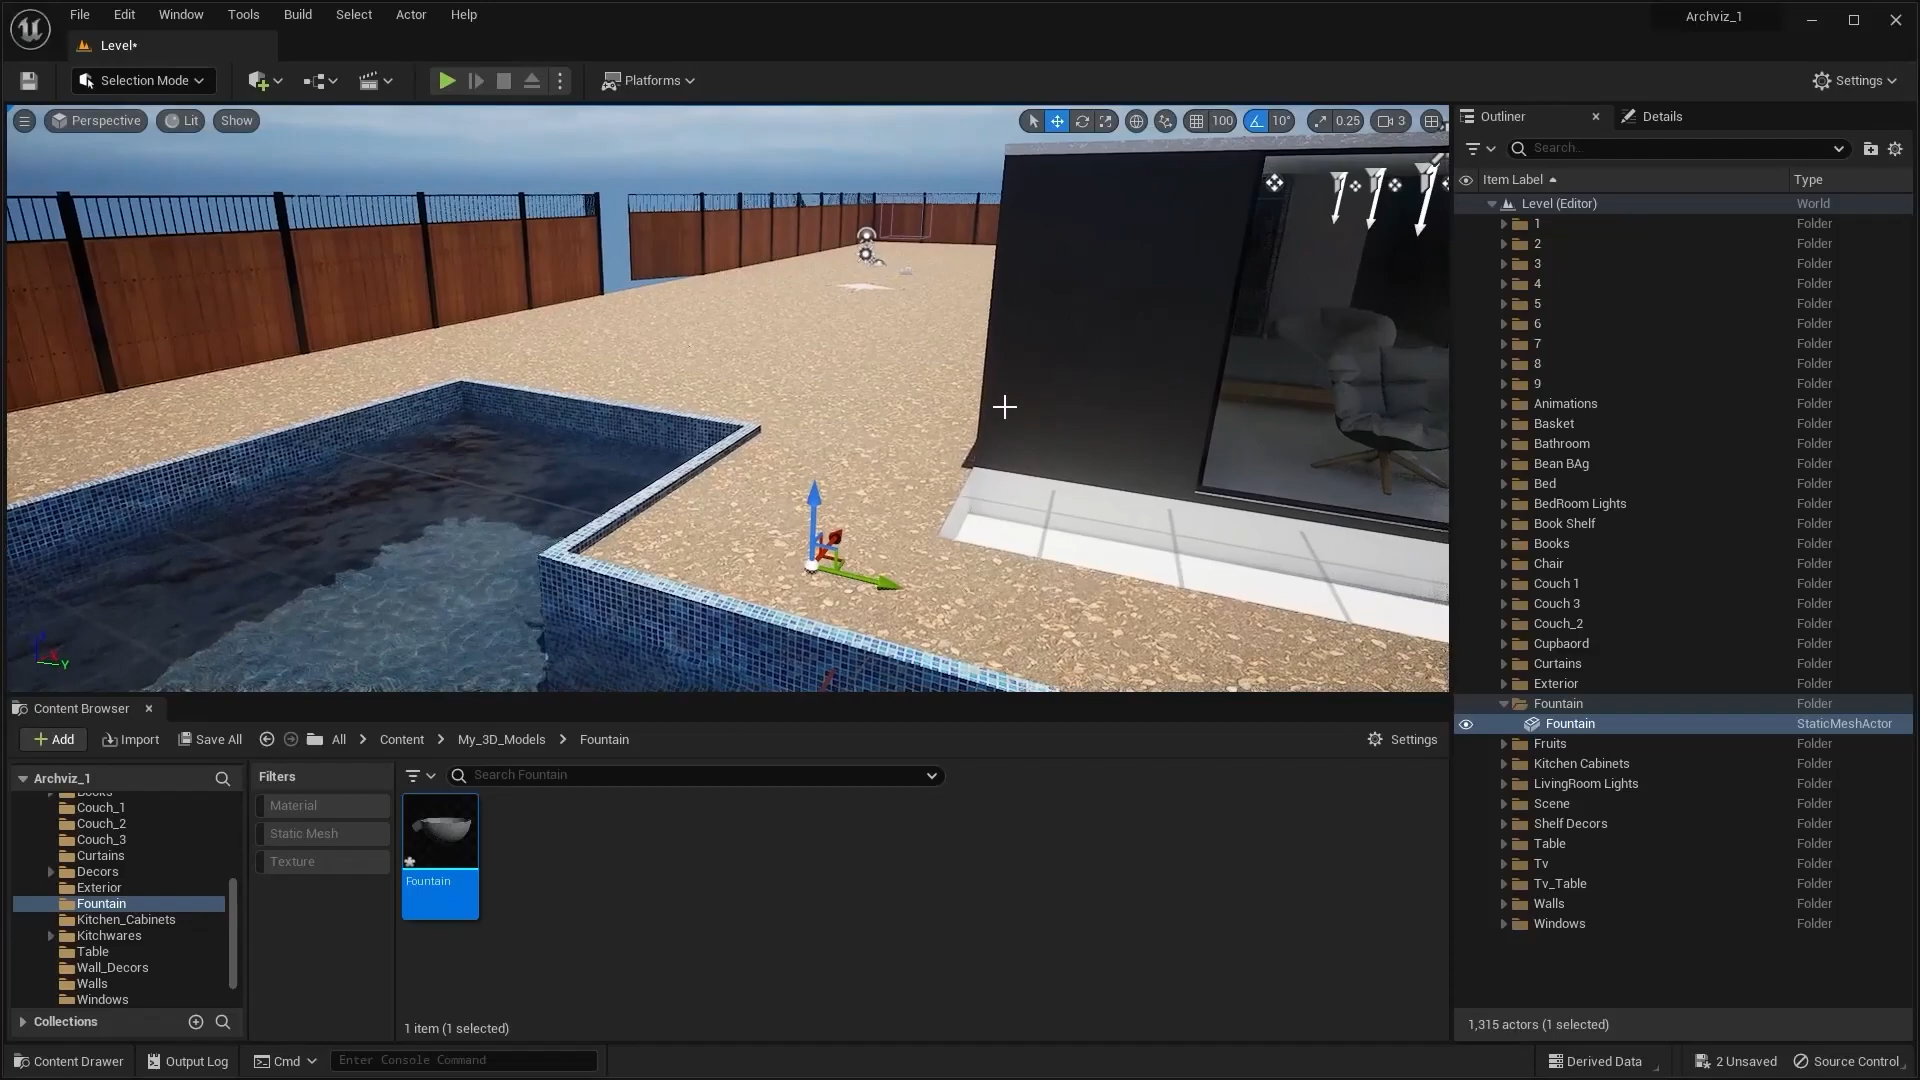 File Edit Window Tools Build Select Actor Help
Archviz_1
Level*
Selection Mode
Platforms
Settings
Perspective Lit Show
100 10° 0.25 3
Y
Outliner
Details
Search...
Item Label Type
Level (Editor) World
1 Folder
2 Folder
3 Folder
4 Folder
5 Folder
6 Folder
7 Folder
8 Folder
9 Folder
Animations Folder
Basket Folder
Bathroom Folder
Bean BAg Folder
Bed Folder
BedRoom Lights Folder
Book Shelf Folder
Books Folder
Chair Folder
Couch 1 Folder
Couch 3 Folder
Couch_2 Folder
Cupbaord Folder
Curtains Folder
Exterior Folder
Fountain Folder
Fountain StaticMeshActor
Fruits Folder
Kitchen Cabinets Folder
LivingRoom Lights Folder
Scene Folder
Shelf Decors Folder
Table Folder
Tv Folder
Tv_Table Folder
Walls Folder
Windows Folder
1,315 actors (1 selected)
Content Browser
Add Import Save All All Content My_3D_Models Fountain Settings
Archviz_1
Books
Couch_1
Couch_2
Couch_3
Curtains
Decors
Exterior
Fountain
Kitchen_Cabinets
Kitchwares
Table
Wall_Decors
Walls
Windows
Collections
Filters
Material
Static Mesh
Texture
Search Fountain
Fountain
1 item (1 selected)
Content Drawer Output Log Cmd Enter Console Command Derived Data 2 Unsaved Source Control